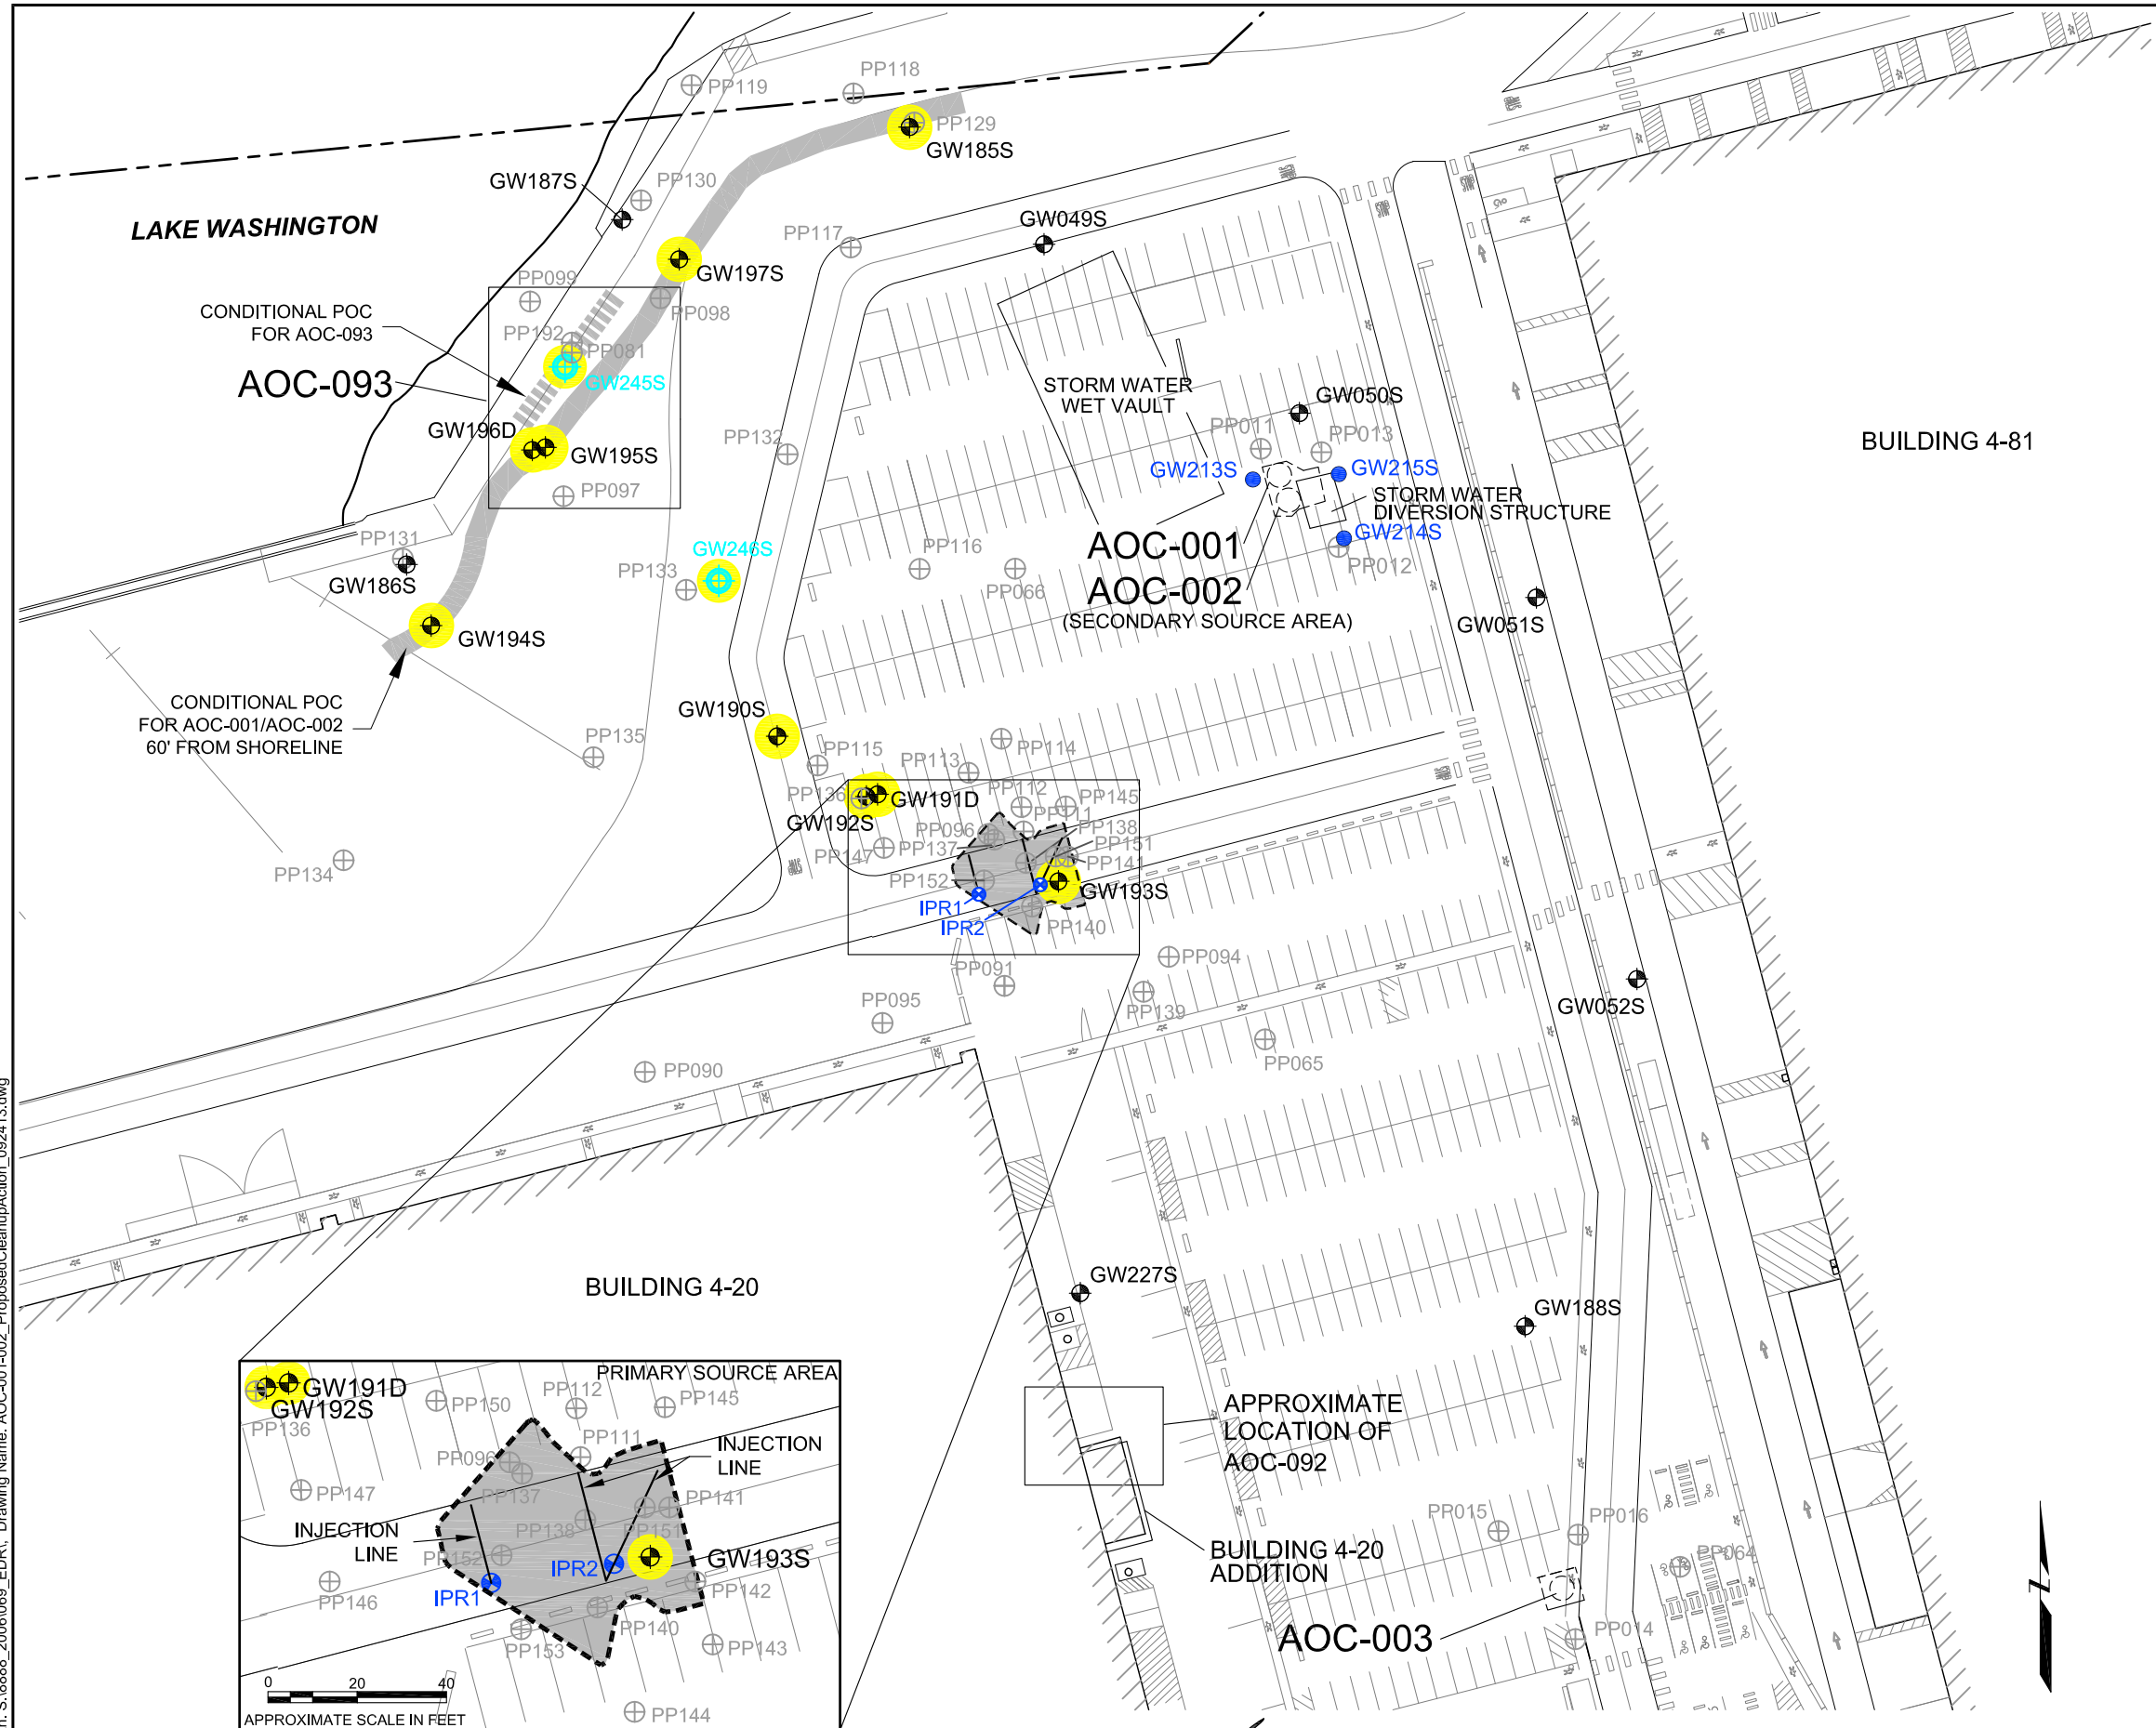 PP118
PP119
PP129
GW185S
GW187S
PP130
LAKE WASHINGTON
PP117
GW049S
GW197S
PP099
PP098
CONDITIONAL POC
FOR AOC-093
PP192
PP081
AOC-093
GW245S
STORM WATER
WET VAULT
GW050S
GW196D
GW195S
PP132
PP011
PP013
BUILDING 4-81
GW213S
GW215S
PP097
STORM WATER
DIVERSION STRUCTURE
GW214S
PP131
GW186S
GW246S
PP133
PP116
PP066
AOC-001
AOC-002
(SECONDARY SOURCE AREA)
PP012
GW051S
GW194S
CONDITIONAL POC
FOR AOC-001/AOC-002
60' FROM SHORELINE
GW190S
PP135
PP115
PP113
PP114
PP136
GW191D
PP112
PP145
GW192S
PP111
PP096
PP138
PP137
PP151
PP147
PP141
PP134
PP152
GW193S
IPR1
IPR2
PP140
PP094
PP091
PP139
PP095
GW052S
PP065
PP090
BUILDING 4-20
GW227S
GW188S
PRIMARY SOURCE AREA
GW191D
GW192S
PP136
PP150
PP112
PP145
PP111
INJECTION
LINE
PP096
PP147
PP137
PP141
PP138
PP151
INJECTION
LINE
PP152
IPR2
GW193S
IPR1
PP142
PP146
PP140
PP153
PP143
PP144
0 20 40
APPROXIMATE SCALE IN FEET
APPROXIMATE
LOCATION OF
AOC-092
BUILDING 4-20
ADDITION
PP015
PP016
PP064
AOC-003
PP014
N